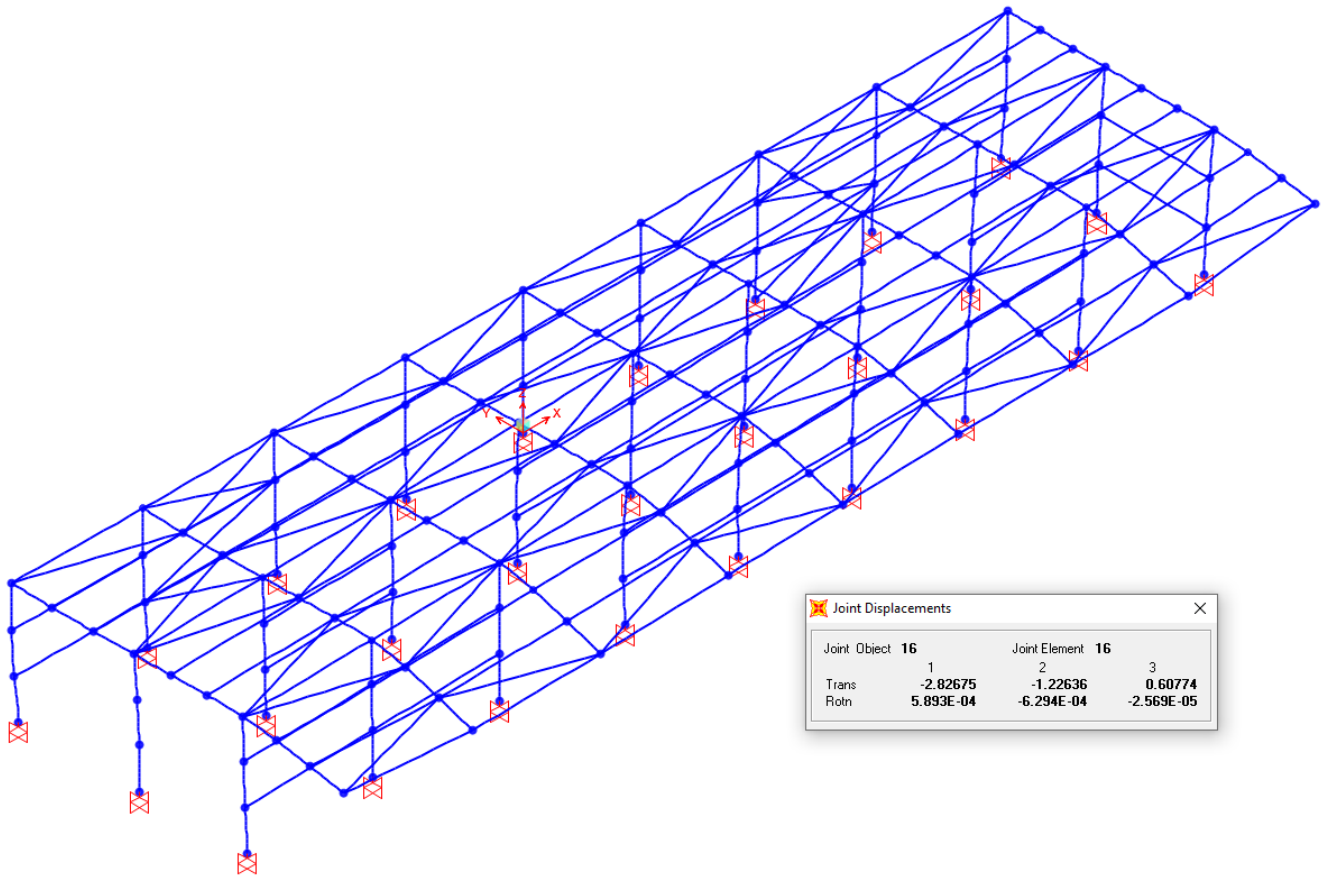 Z
Y
X
Joint Displacements
Joint Object 16 Joint Element 16
1 2 3
Trans -2.82675 -1.22636 0.60774
Rotn 5.893E-04 -6.294E-04 -2.569E-05